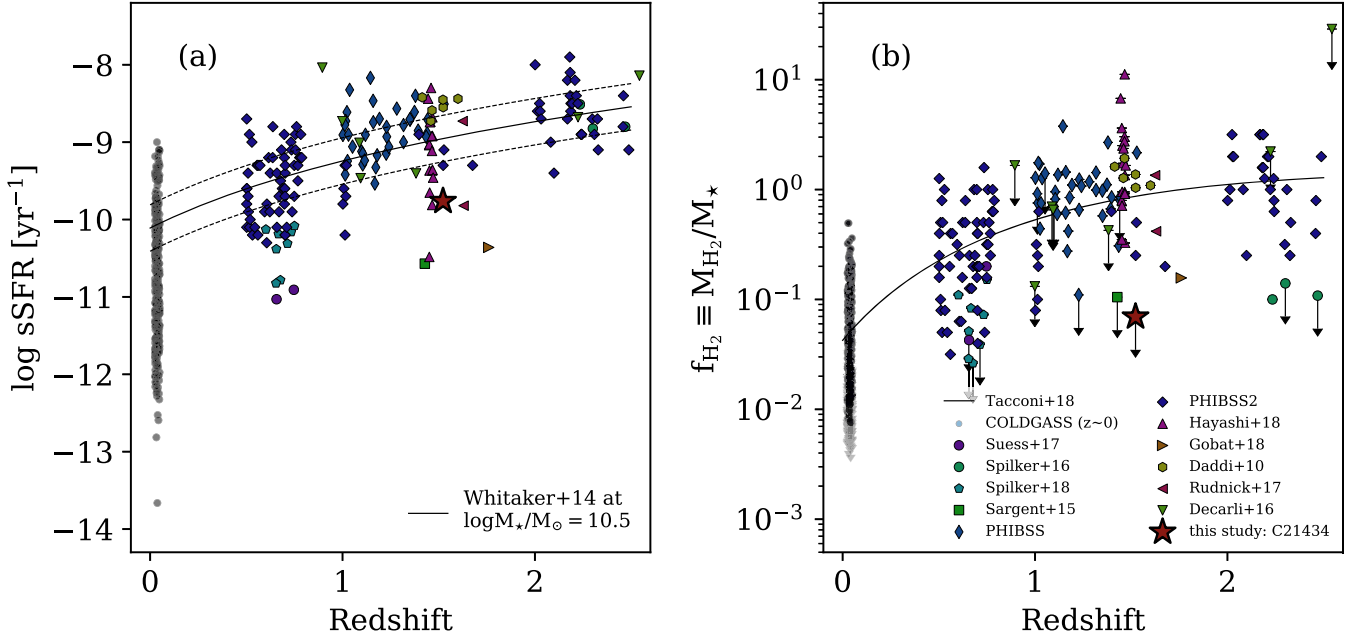 (a)
log sSFR [yr⁻¹]
−8
−9
−10
−11
−12
−13
−14
Whitaker+14 at
logM⋆/M⊙ = 10.5
0
1
2
Redshift
(b)
f_H₂ ≡ M_H₂/M⋆
10¹
10⁰
10⁻¹
10⁻²
10⁻³
Tacconi+18
COLDGASS (z~0)
Suess+17
Spilker+16
Spilker+18
Sargent+15
PHIBSS
PHIBSS2
Hayashi+18
Gobat+18
Daddi+10
Rudnick+17
Decarli+16
this study: C21434
0
1
2
Redshift